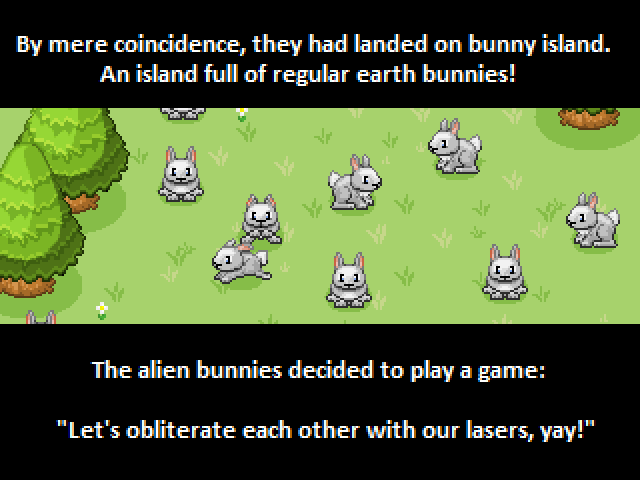 By mere coincidence, they had landed on bunny island.
An island full of regular earth bunnies!
The alien bunnies decided to play a game:
"Let's obliterate each other with our lasers, yay!"